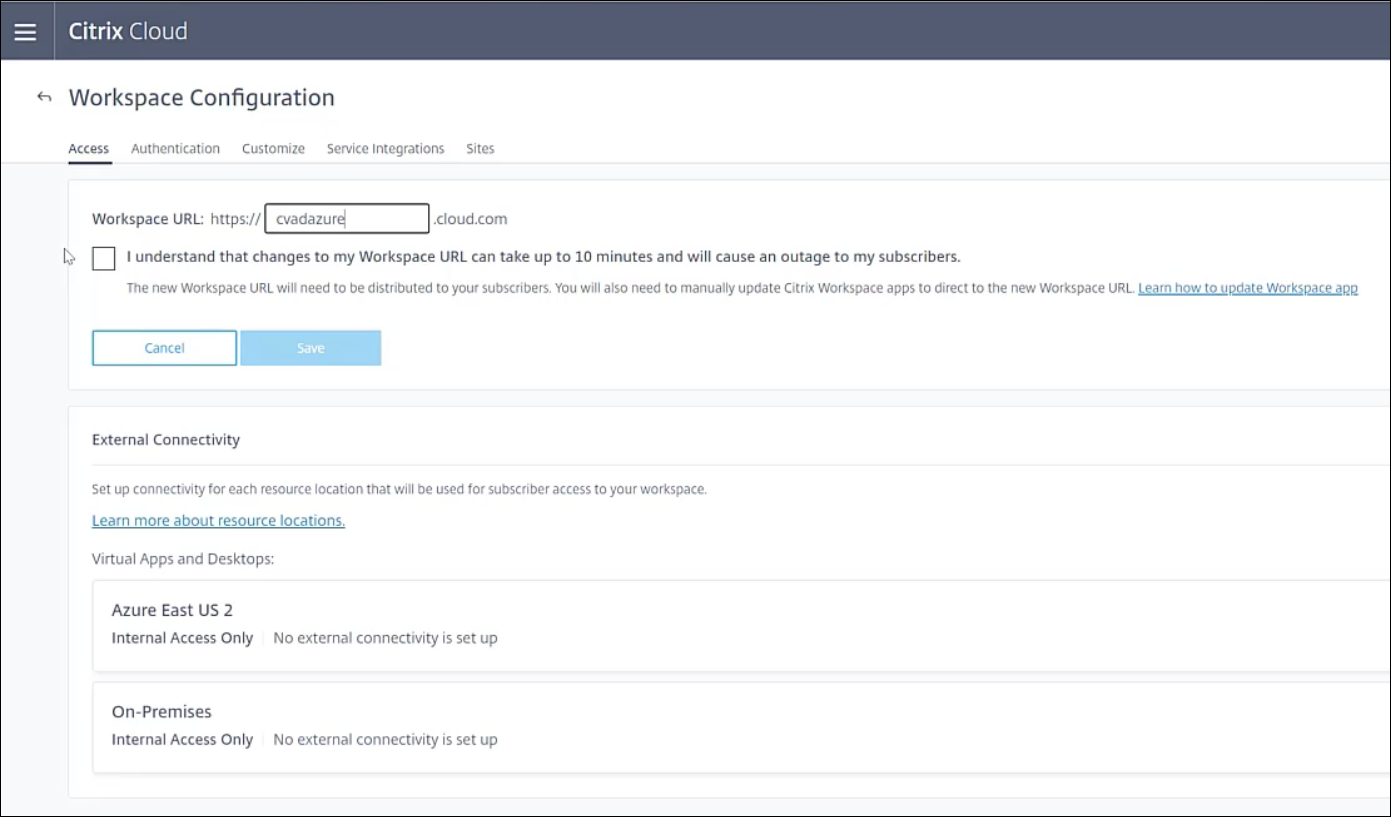 Citrix Cloud
Workspace Configuration
Access Authentication Customize Service Integrations Sites
Workspace URL: https:// cvadazure .cloud.com
I understand that changes to my Workspace URL can take up to 10 minutes and will cause an outage to my subscribers.
The new Workspace URL will need to be distributed to your subscribers. You will also need to manually update Citrix Workspace apps to direct to the new Workspace URL. Learn how to update Workspace app
Cancel Save
External Connectivity
Set up connectivity for each resource location that will be used for subscriber access to your workspace.
Learn more about resource locations.
Virtual Apps and Desktops:
Azure East US 2
Internal Access Only No external connectivity is set up
On-Premises
Internal Access Only No external connectivity is set up